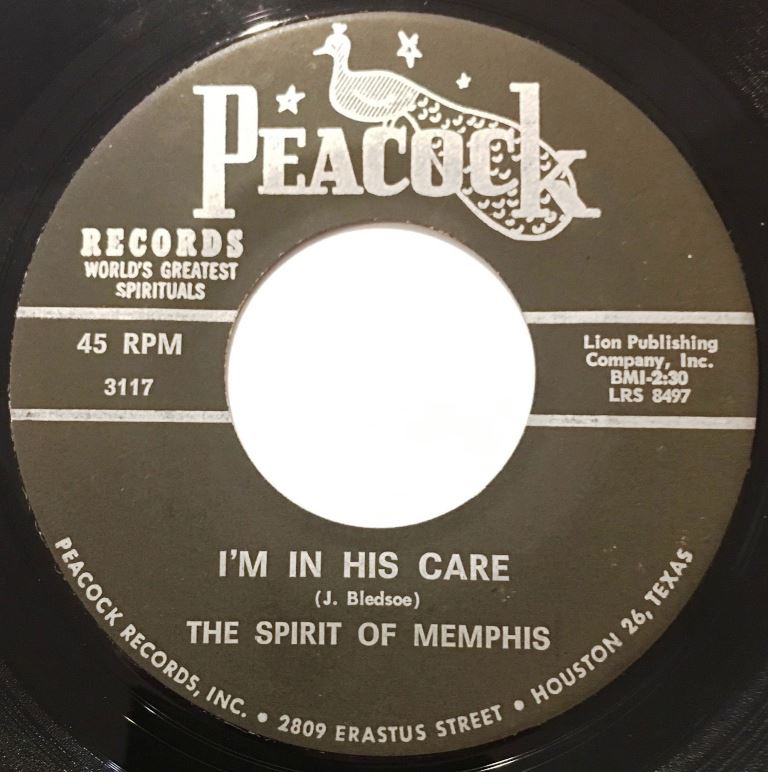 PEACOCK
RECORDS
WORLD'S GREATEST
SPIRITUALS
45 RPM
3117
Lion Publishing
Company, Inc.
BMI-2:30
LRS 8497
I'M IN HIS CARE
(J. Bledsoe)
THE SPIRIT OF MEMPHIS
PEACOCK RECORDS, INC. • 2809 ERASTUS STREET • HOUSTON 26, TEXAS